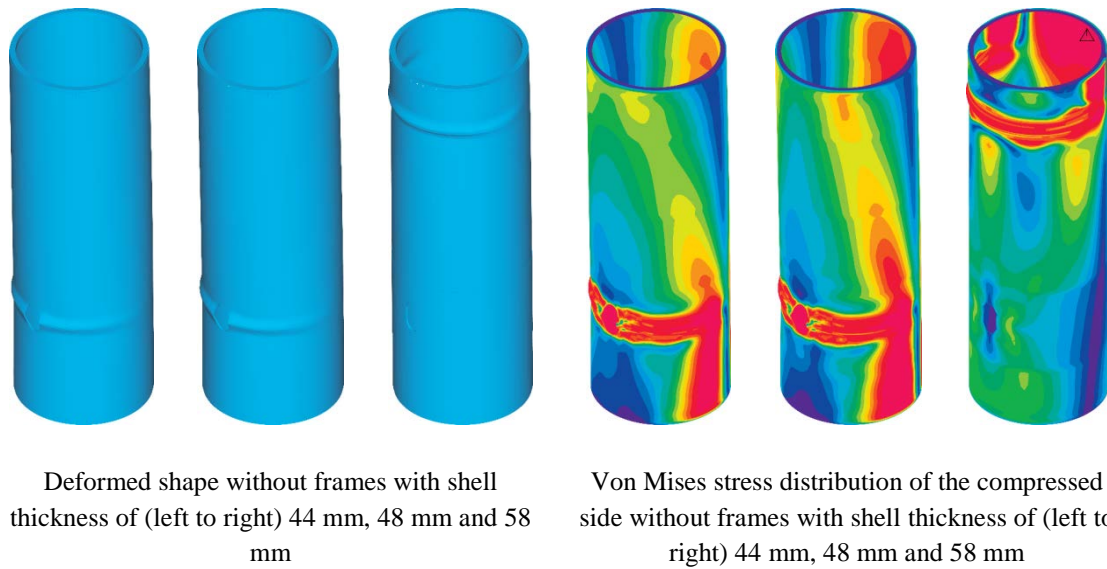 Deformed shape without frames with shell
thickness of (left to right) 44 mm, 48 mm and 58
mm
Von Mises stress distribution of the compressed
side without frames with shell thickness of (left to
right) 44 mm, 48 mm and 58 mm